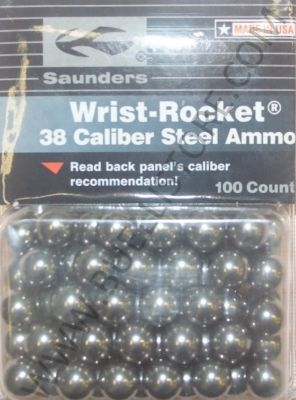 MADE IN USA
Saunders
Wrist-Rocket®
38 Caliber Steel Ammo
Read back panel's caliber
recommendation!
100 Count